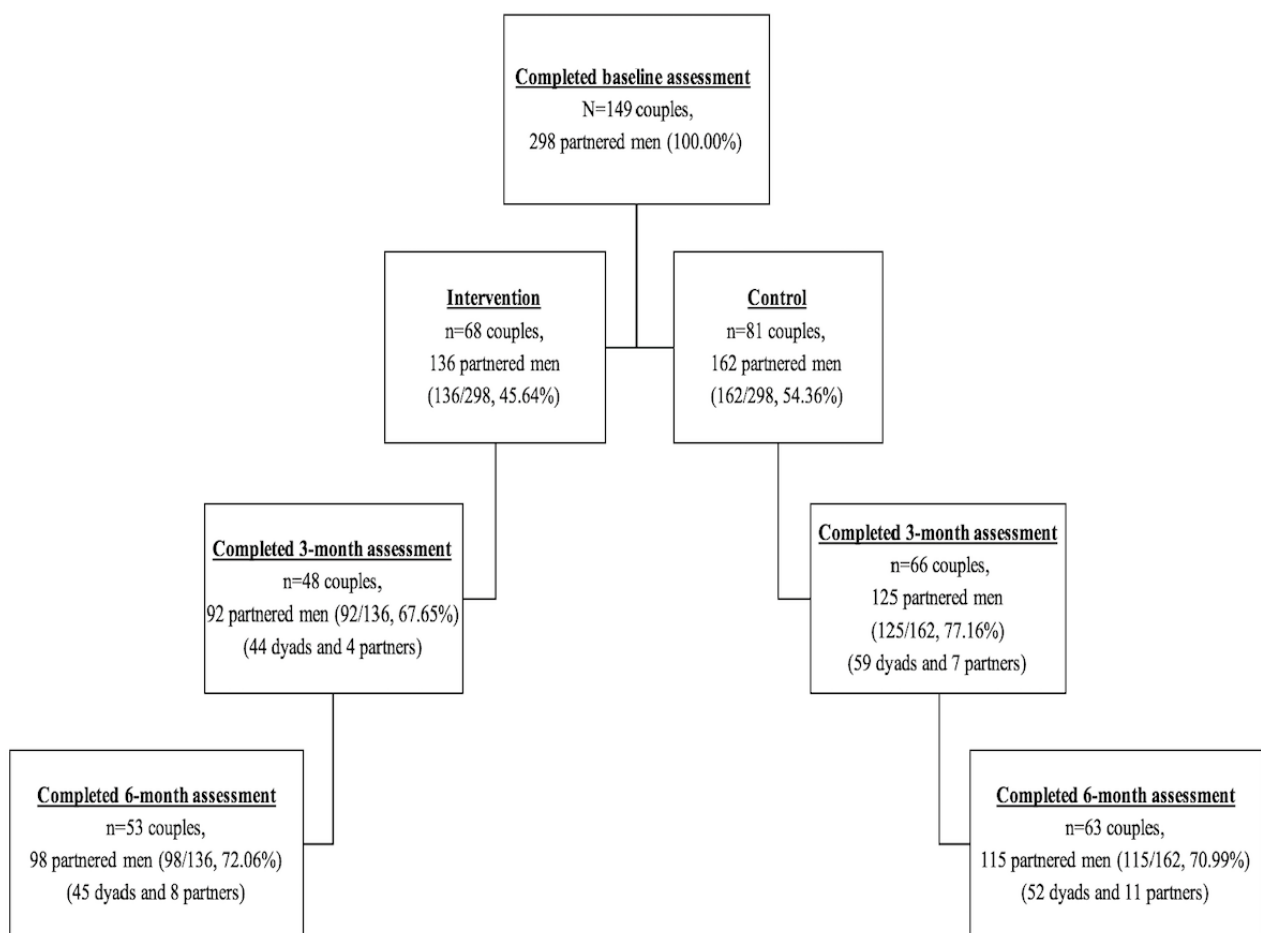 Completed baseline assessment
N=149 couples,
298 partnered men (100.00%)
Intervention
n=68 couples,
136 partnered men
(136/298, 45.64%)
Control
n=81 couples,
162 partnered men
(162/298, 54.36%)
Completed 3-month assessment
n=48 couples,
92 partnered men (92/136, 67.65%)
(44 dyads and 4 partners)
Completed 3-month assessment
n=66 couples,
125 partnered men
(125/162, 77.16%)
(59 dyads and 7 partners)
Completed 6-month assessment
n=53 couples,
98 partnered men (98/136, 72.06%)
(45 dyads and 8 partners)
Completed 6-month assessment
n=63 couples,
115 partnered men (115/162, 70.99%)
(52 dyads and 11 partners)